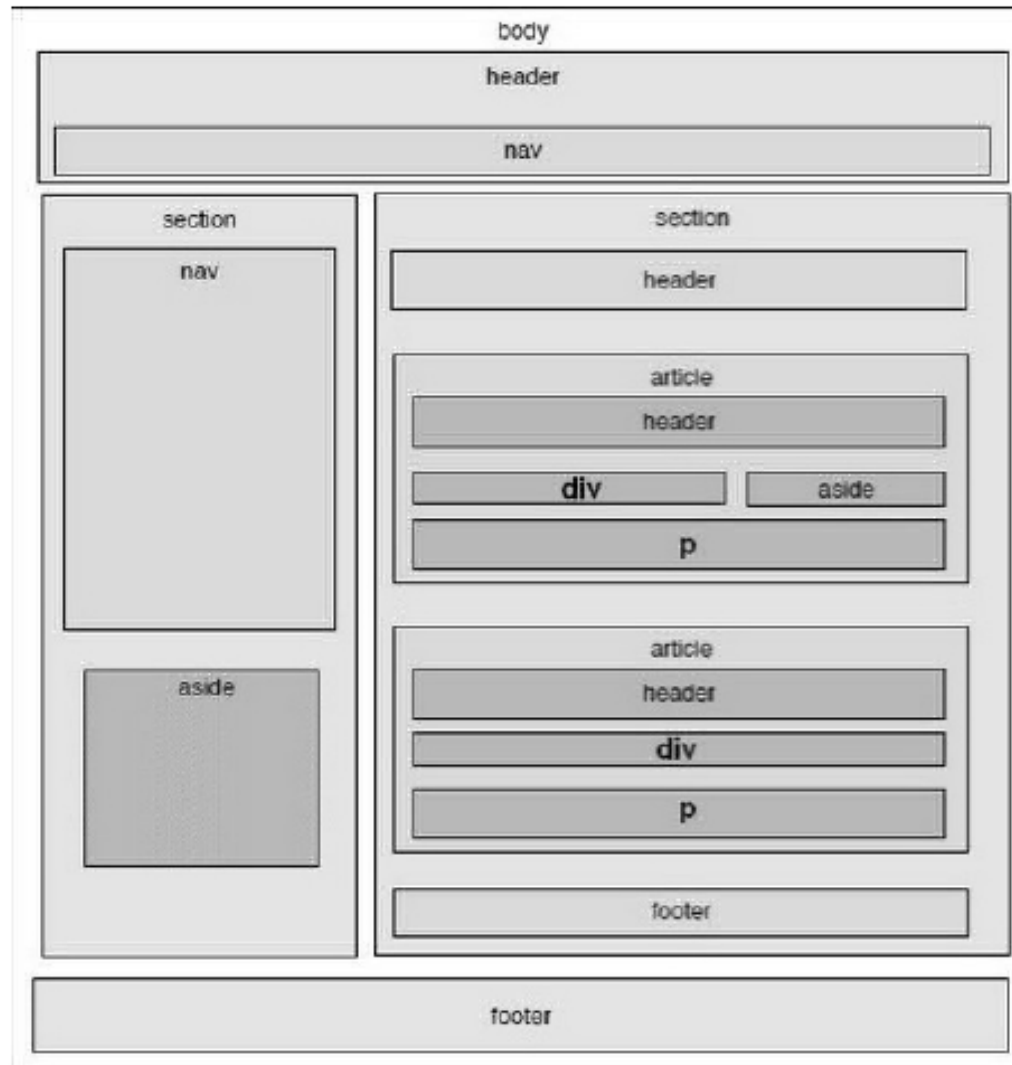 body
header
nav
section
nav
aside
section
header
article
header
div
aside
p
article
header
div
p
footer
footer